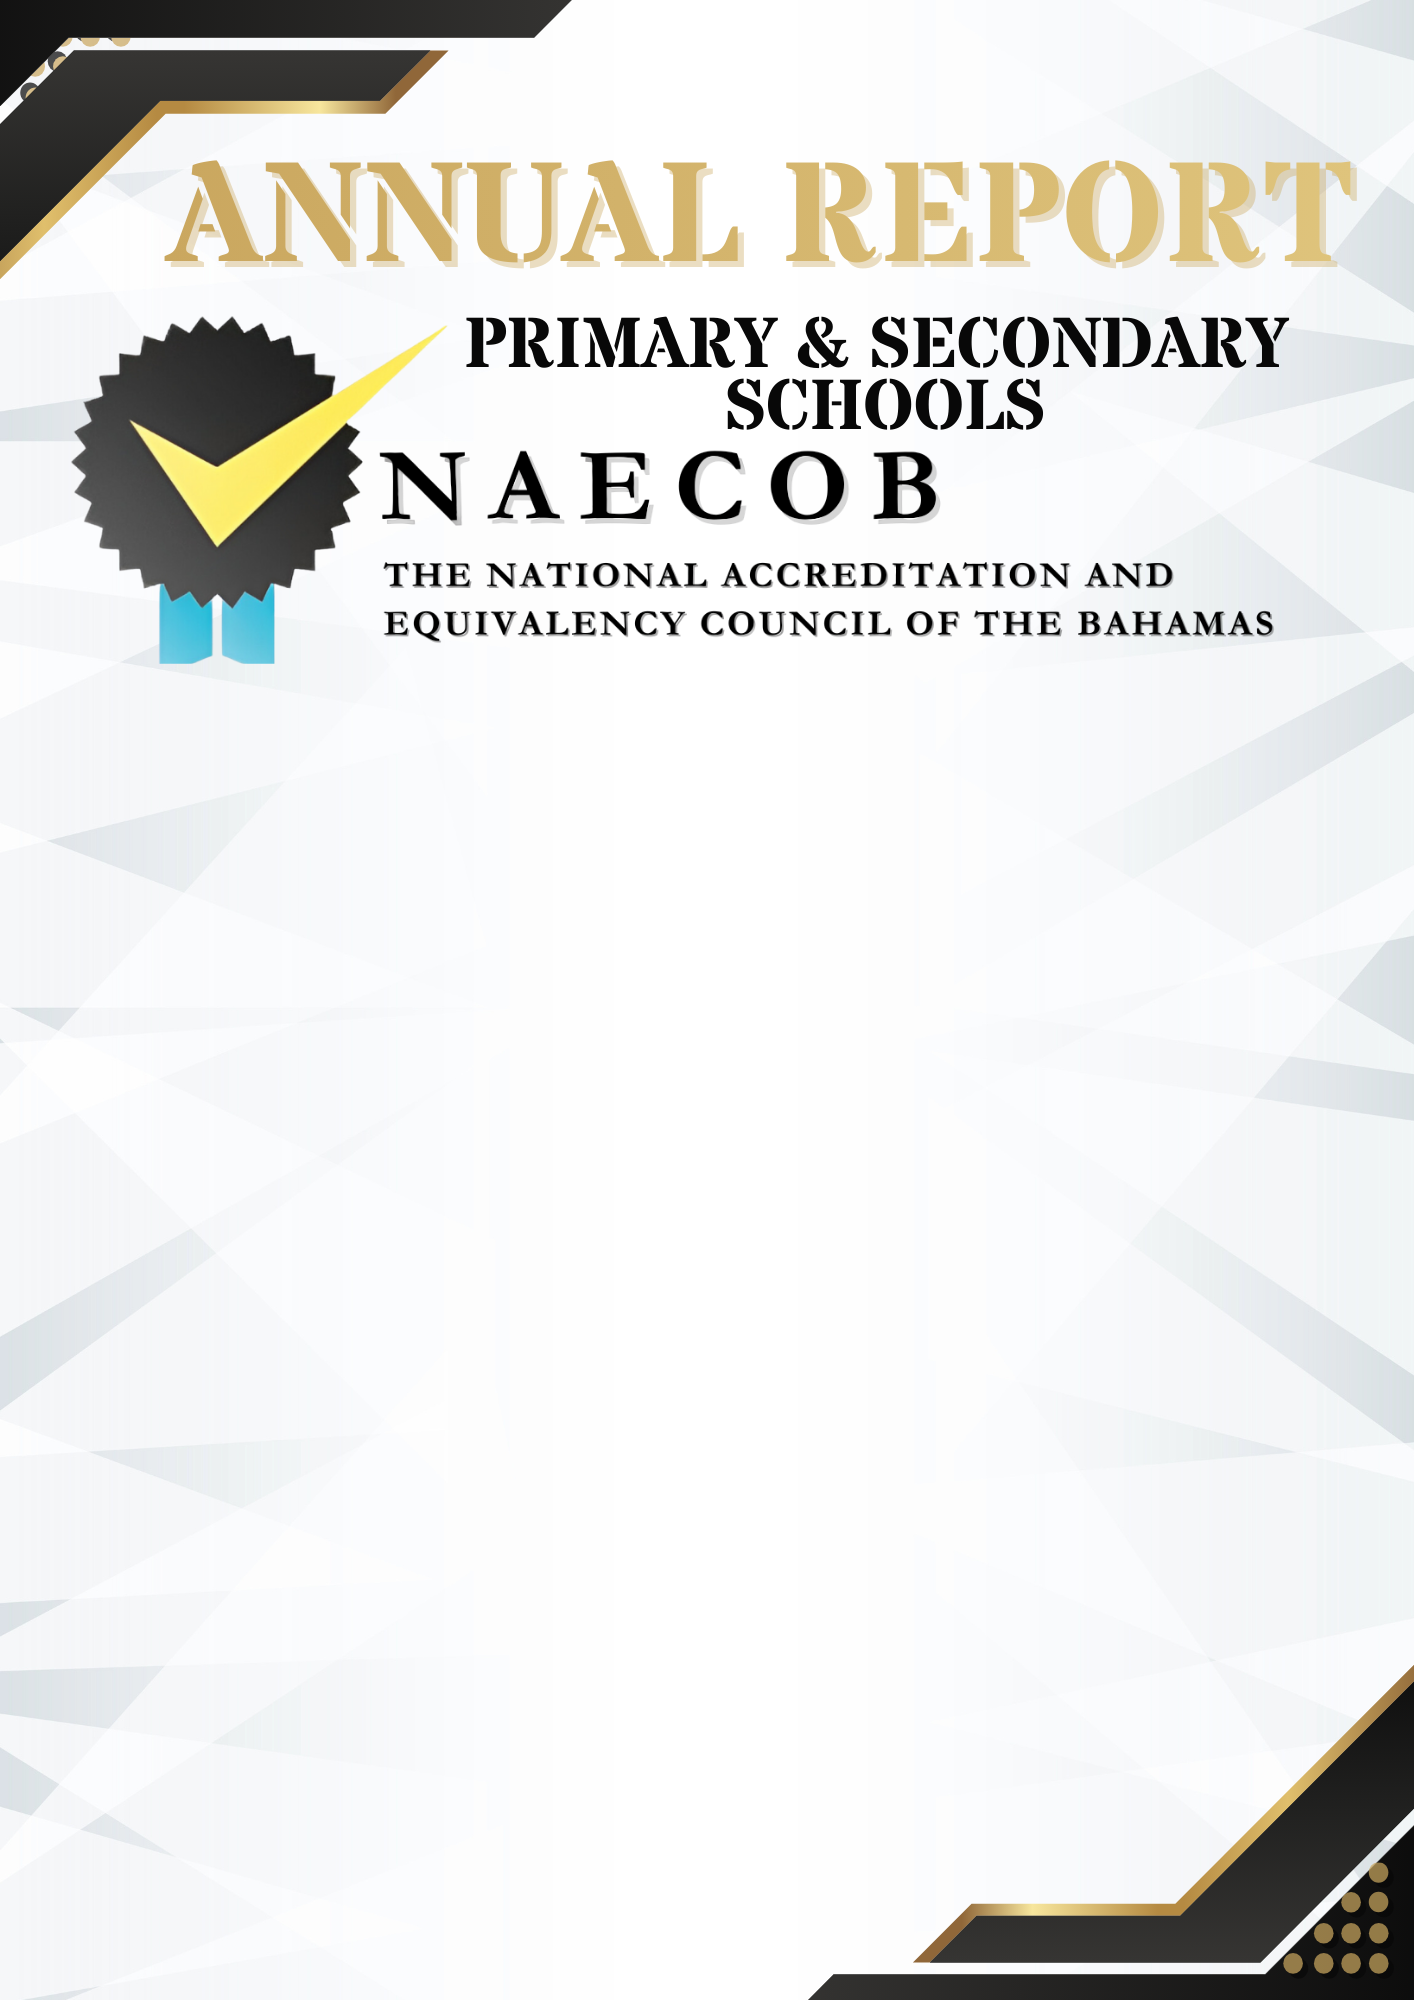 ANNUAL REPORT
PRIMARY & SECONDARY
SCHOOLS
NAECOB
THE NATIONAL ACCREDITATION AND
EQUIVALENCY COUNCIL OF THE BAHAMAS